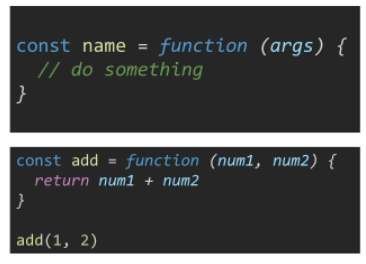 const name = function (args) {
  // do something
}
const add = function (num1, num2) {
  return num1 + num2
}
add(1, 2)